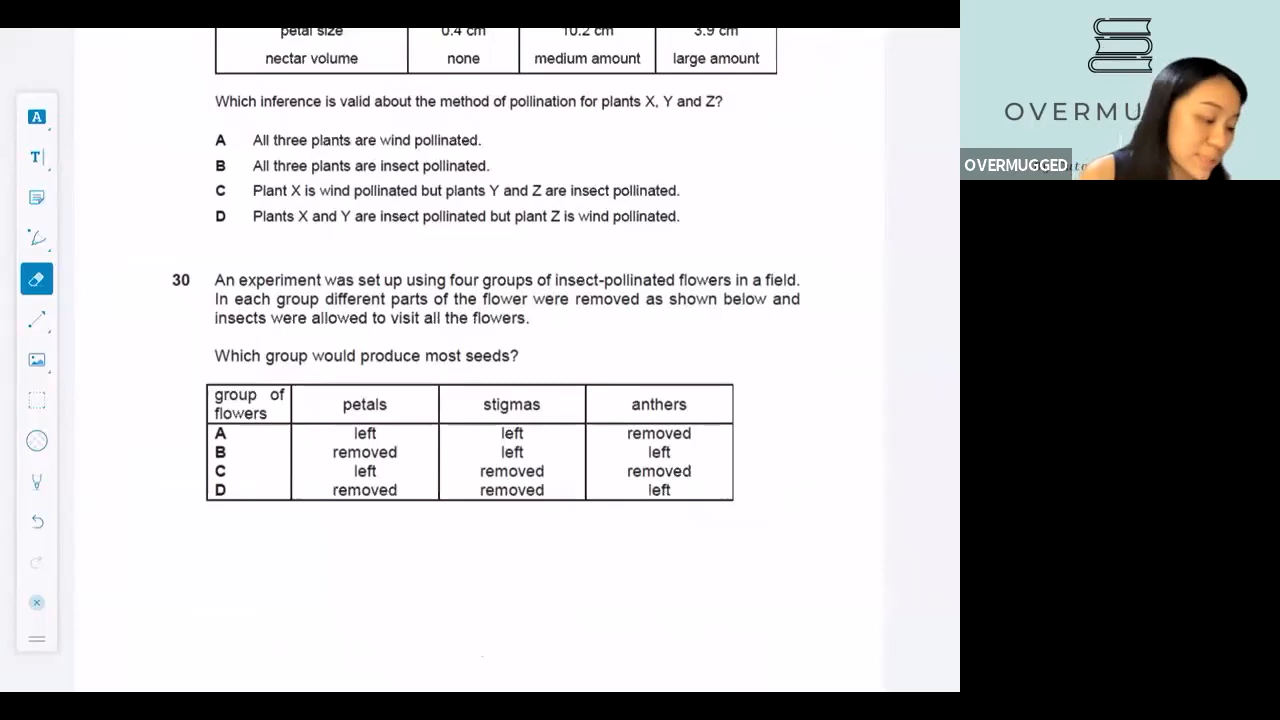 petal size 0.4 cm 10.2 cm 3.9 cm
nectar volume none medium amount large amount
Which inference is valid about the method of pollination for plants X, Y and Z?
A All three plants are wind pollinated.
B All three plants are insect pollinated.
C Plant X is wind pollinated but plants Y and Z are insect pollinated.
D Plants X and Y are insect pollinated but plant Z is wind pollinated.
30 An experiment was set up using four groups of insect-pollinated flowers in a field.
In each group different parts of the flower were removed as shown below and
insects were allowed to visit all the flowers.
Which group would produce most seeds?
group of
flowers petals stigmas anthers
A left left removed
B removed left left
C left removed removed
D removed removed left
A
T
OVERMU
OVERMUGGED